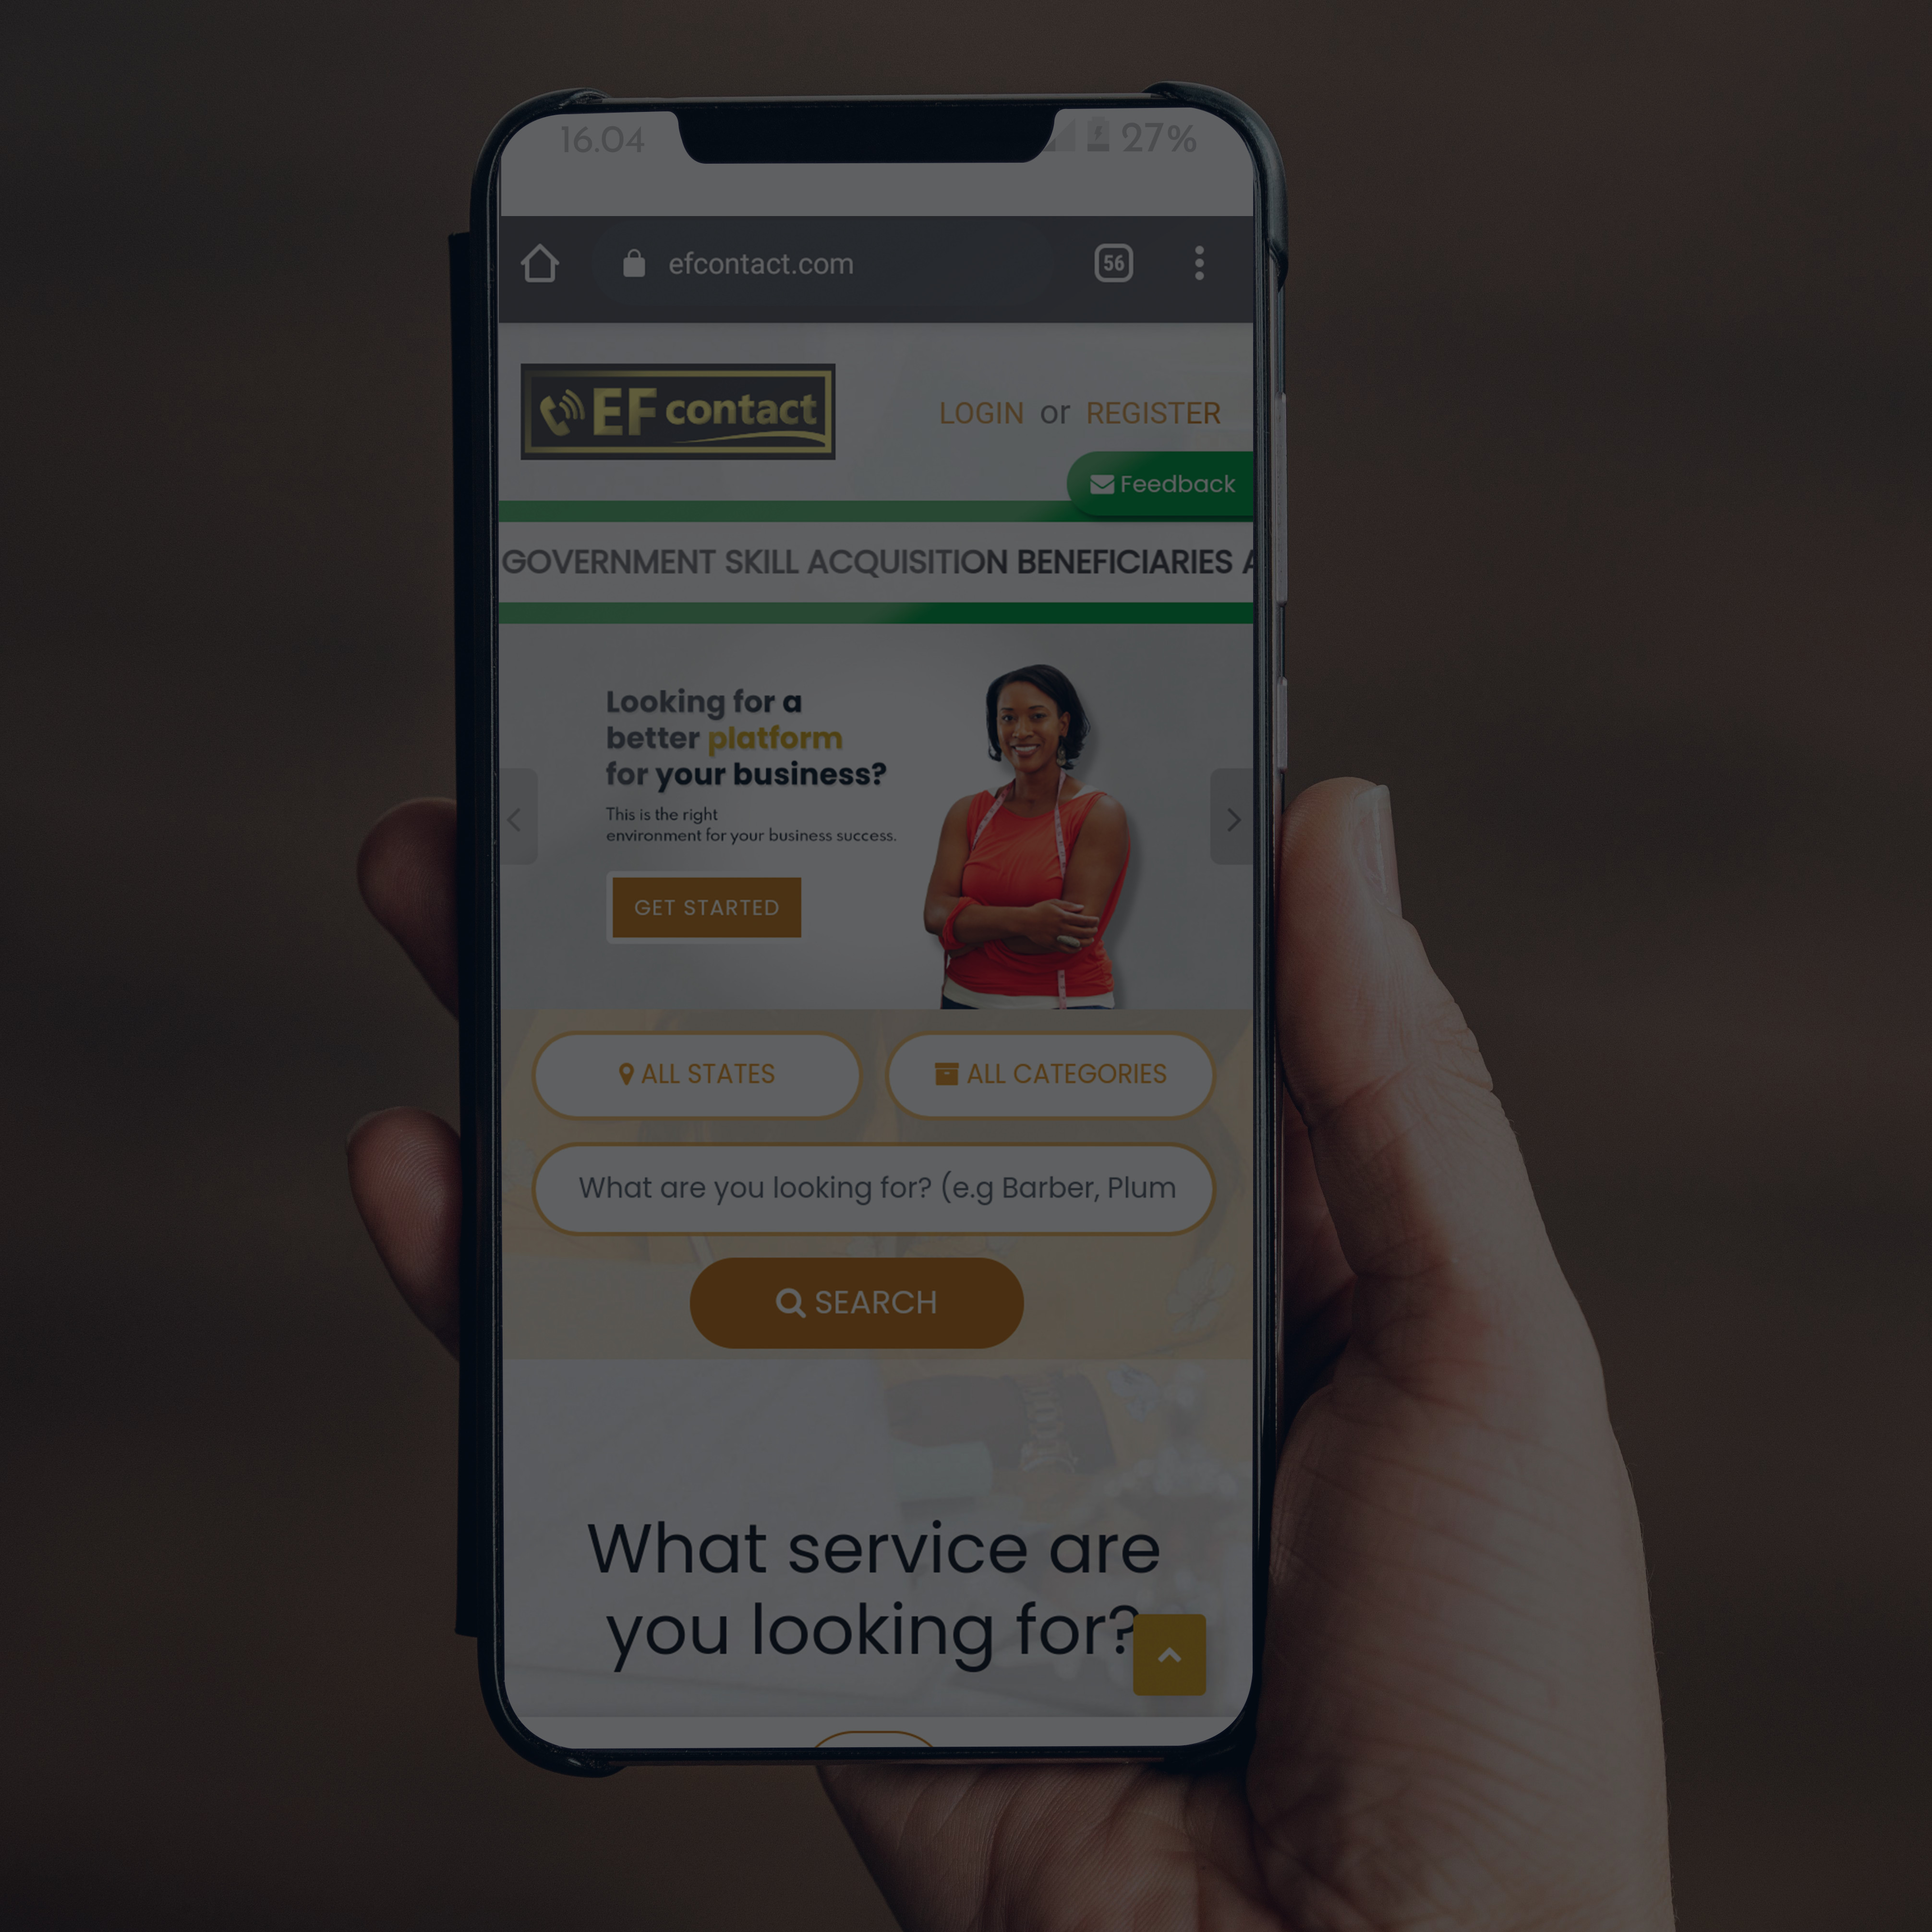 16.04 27%
efcontact.com 56
EF contact
LOGIN or REGISTER
Feedback
GOVERNMENT SKILL ACQUISITION BENEFICIARIES A
Looking for a
better platform
for your business?
This is the right
environment for your business success.
GET STARTED
ALL STATES
ALL CATEGORIES
What are you looking for? (e.g Barber, Plum
SEARCH
What service are
you looking for?